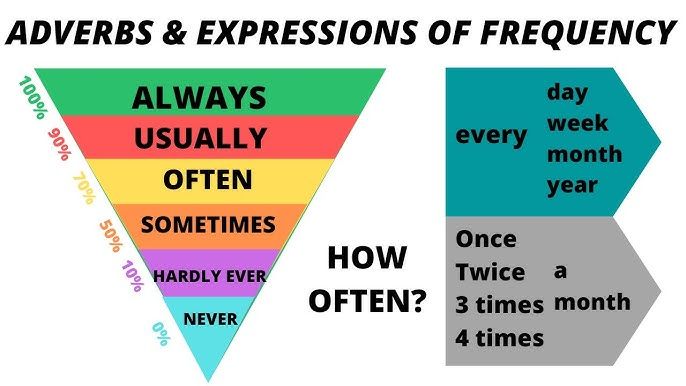 ADVERBS & EXPRESSIONS OF FREQUENCY
100%
ALWAYS
90%
USUALLY
70%
OFTEN
50%
SOMETIMES
10%
HARDLY EVER
0%
NEVER
HOW
OFTEN?
every
day
week
month
year
Once
Twice
3 times
4 times
a
month